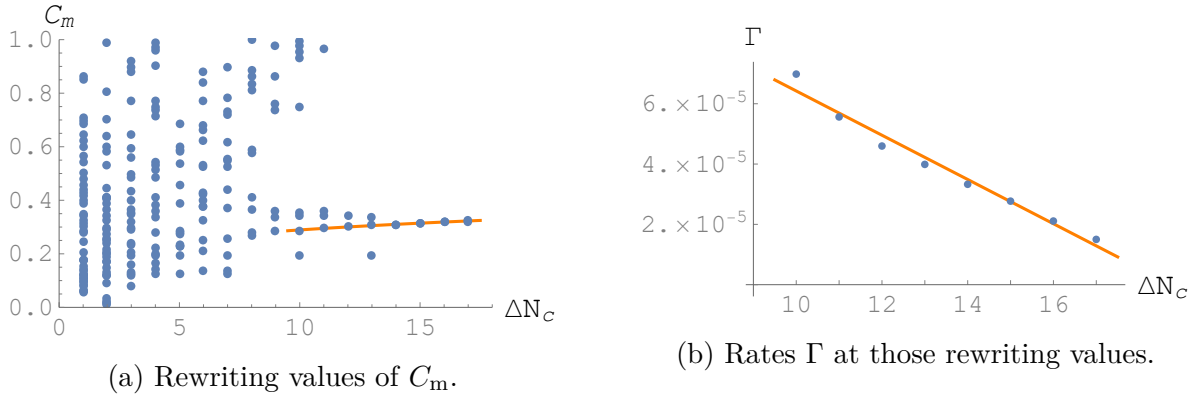 C_m
1.0
0.8
0.6
0.4
0.2
0.0
0 5 10 15 ΔN_c
(a) Rewriting values of C_m.
Γ
6.×10^-5
4.×10^-5
2.×10^-5
10 12 14 16 ΔN_c
(b) Rates Γ at those rewriting values.